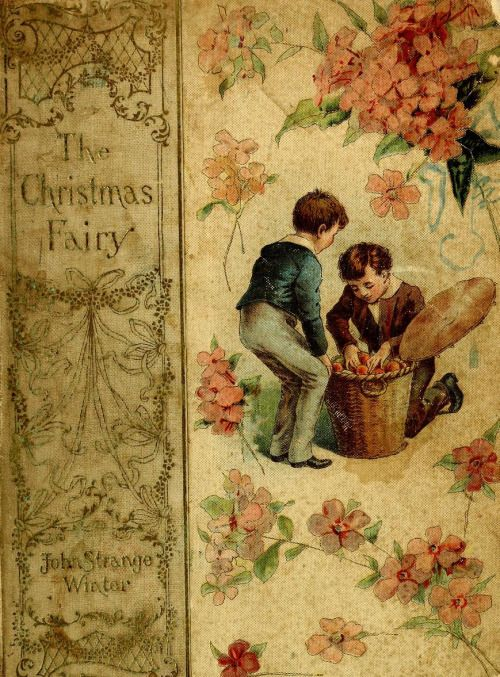 The
Christmas
Fairy
John Strange
Winter